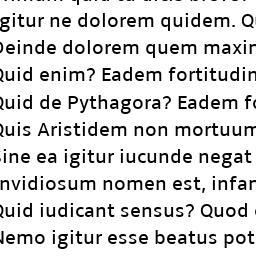 igitur ne dolorem quidem. Q
Deinde dolorem quem maxin
Quid enim? Eadem fortitudin
Quid de Pythagora? Eadem fo
Quis Aristidem non mortuum
sine ea igitur iucunde negat
Invidiosum nomen est, infan
Quid iudicant sensus? Quod
Nemo igitur esse beatus pot